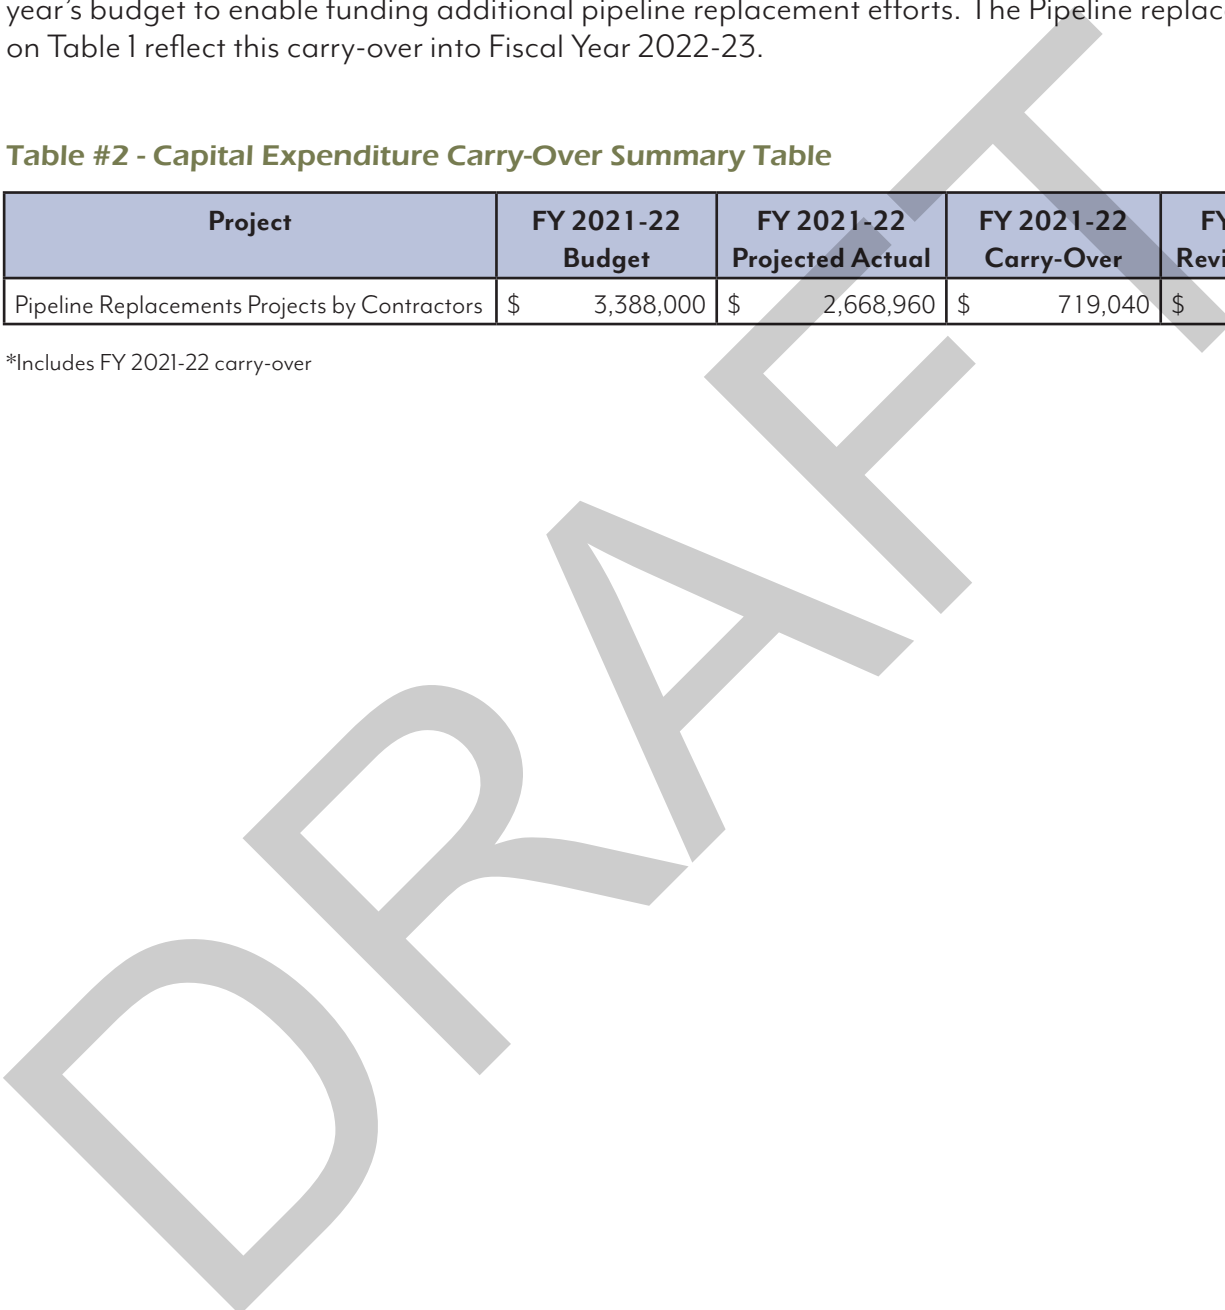 year's budget to enable funding additional pipeline replacement efforts. The Pipeline replac
on Table 1 reflect this carry-over into Fiscal Year 2022-23.
Table #2 - Capital Expenditure Carry-Over Summary Table
Project FY 2021-22 FY 2021-22 FY 2021-22 FY
Budget Projected Actual Carry-Over Revi
Pipeline Replacements Projects by Contractors $ 3,388,000 $ 2,668,960 $ 719,040 $
*Includes FY 2021-22 carry-over
DRAFT